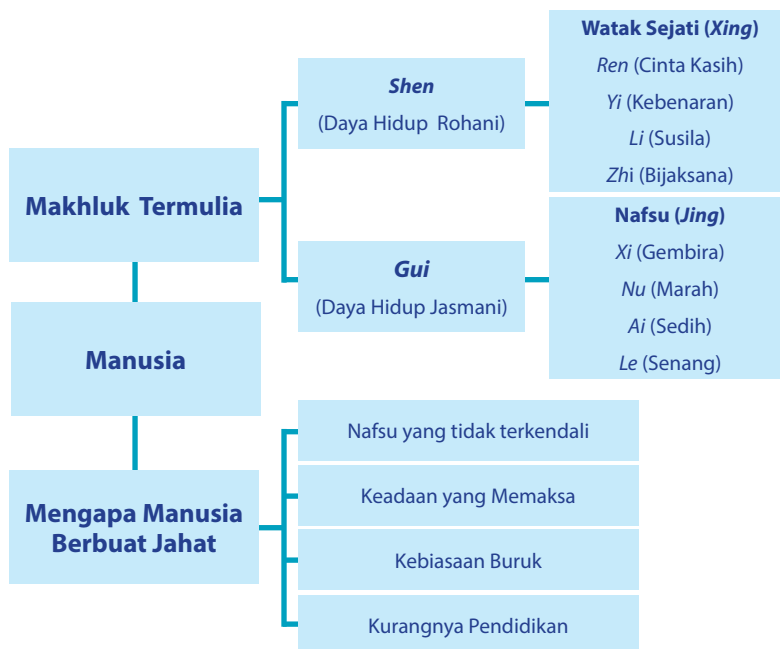 Makhluk Termulia
Shen
(Daya Hidup Rohani)
Watak Sejati (Xing)
Ren (Cinta Kasih)
Yi (Kebenaran)
Li (Susila)
Zhi (Bijaksana)
Gui
(Daya Hidup Jasmani)
Nafsu (Jing)
Xi (Gembira)
Nu (Marah)
Ai (Sedih)
Le (Senang)
Manusia
Mengapa Manusia
Berbuat Jahat
Nafsu yang tidak terkendali
Keadaan yang Memaksa
Kebiasaan Buruk
Kurangnya Pendidikan